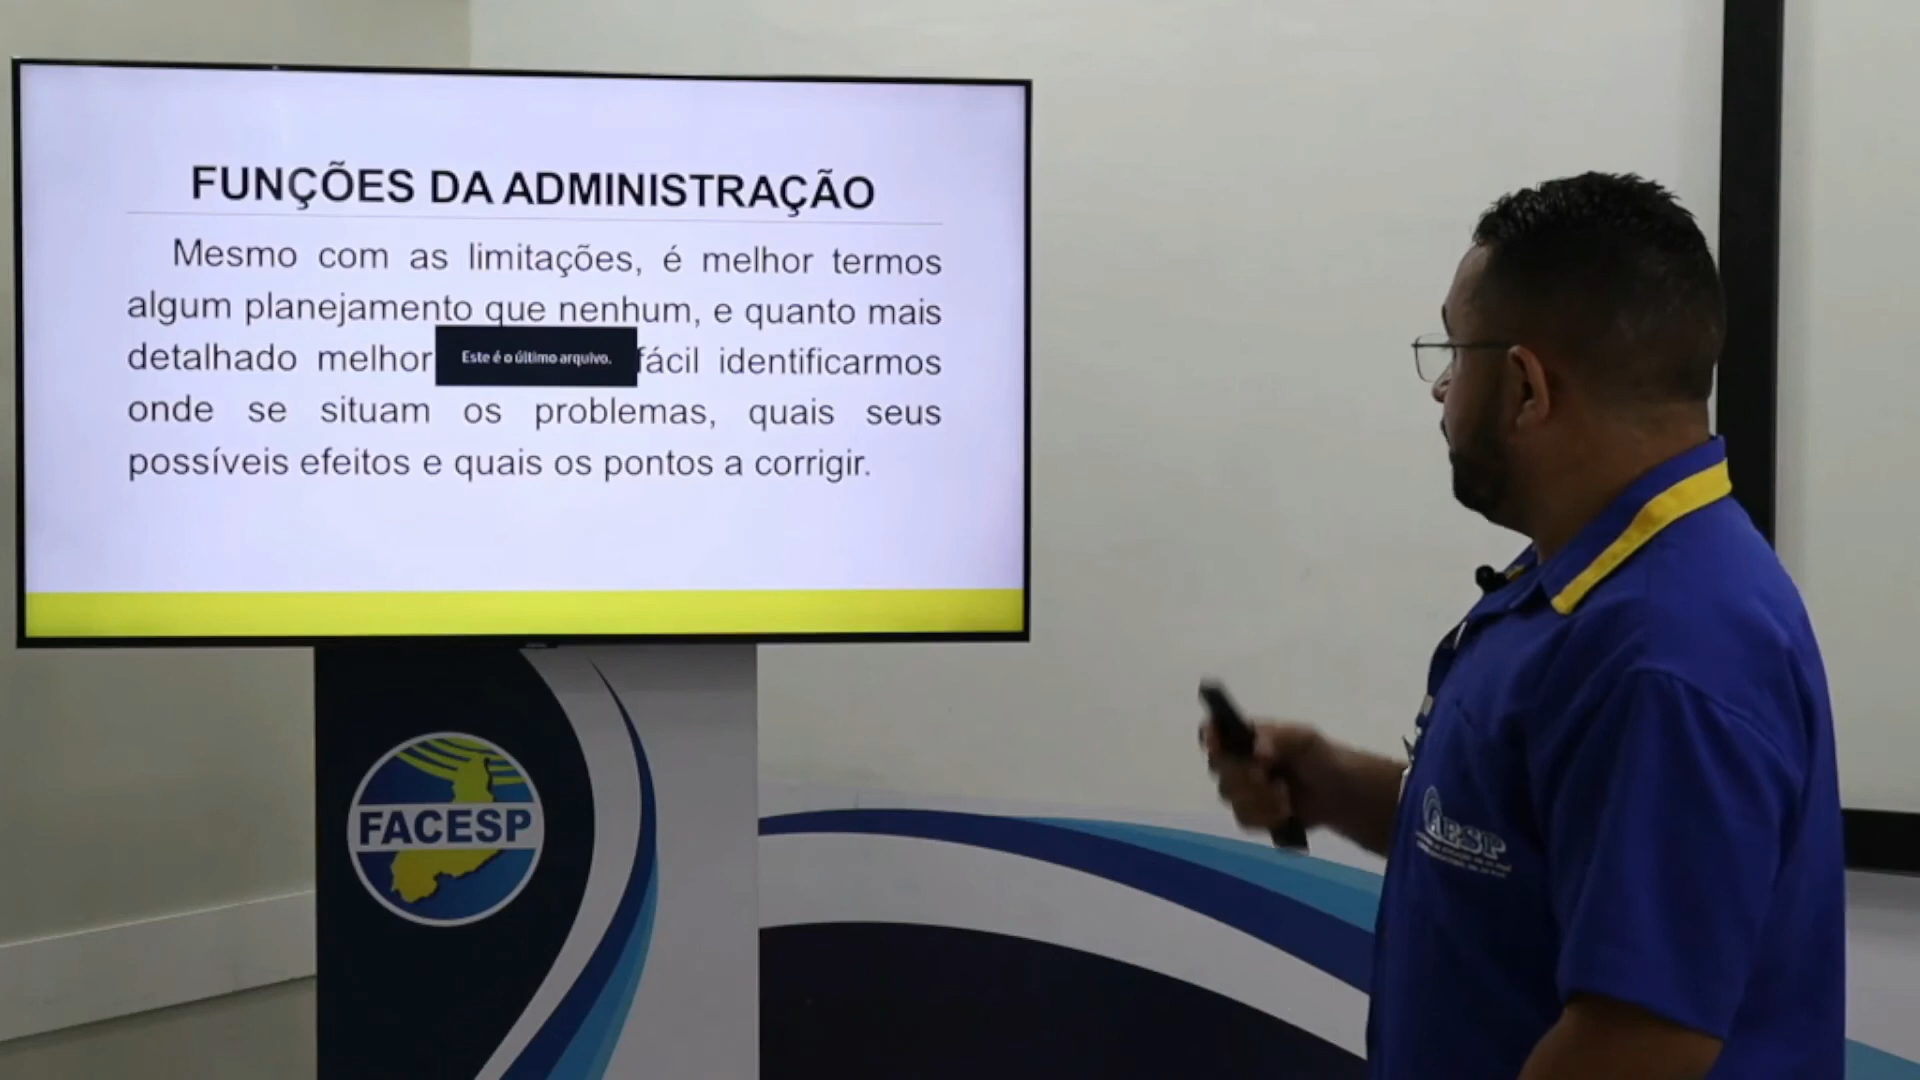 FUNÇÕES DA ADMINISTRAÇÃO
Mesmo com as limitações, é melhor termos
algum planejamento que nenhum, e quanto mais
detalhado melhor
Este é o último arquivo.
fácil identificarmos
onde se situam os problemas, quais seus
possíveis efeitos e quais os pontos a corrigir.
FACESP
AESP